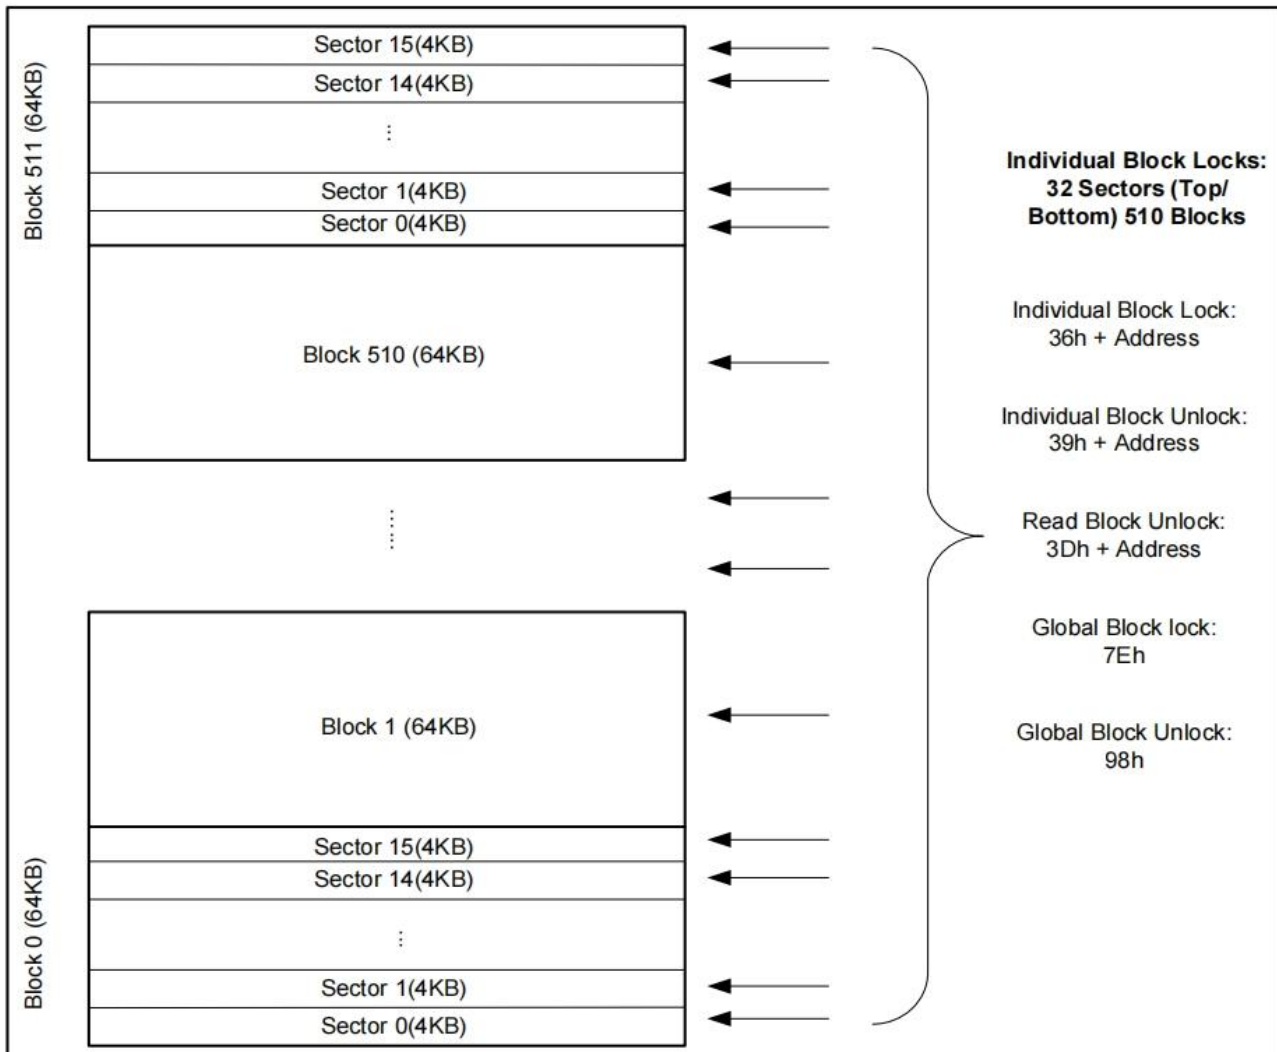 Block 511 (64KB)
Sector 15(4KB)
Sector 14(4KB)
⋮
Sector 1(4KB)
Sector 0(4KB)
Block 510 (64KB)
Block 1 (64KB)
Block 0 (64KB)
Sector 15(4KB)
Sector 14(4KB)
⋮
Sector 1(4KB)
Sector 0(4KB)
Individual Block Locks:
32 Sectors (Top/
Bottom) 510 Blocks
Individual Block Lock:
36h + Address
Individual Block Unlock:
39h + Address
Read Block Unlock:
3Dh + Address
Global Block lock:
7Eh
Global Block Unlock:
98h